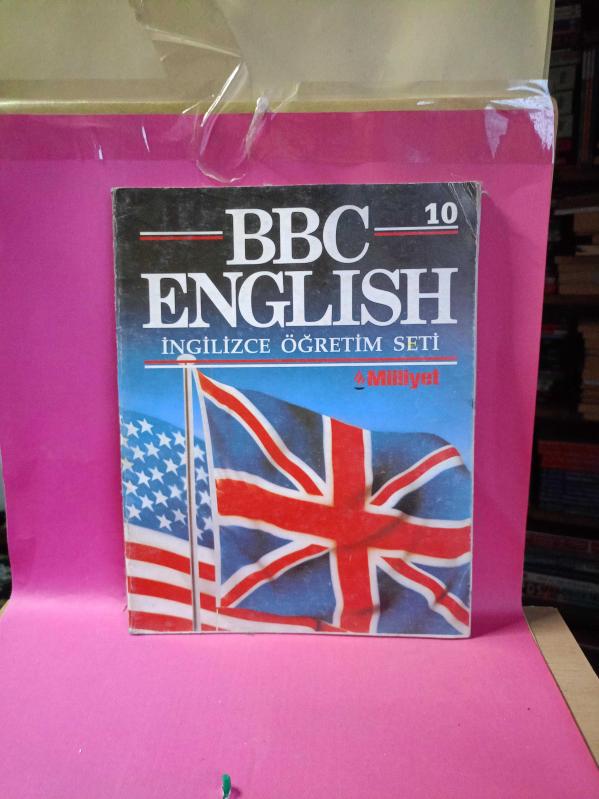 10
BBC
ENGLISH
İNGİLİZCE ÖĞRETİM SETİ
Milliyet